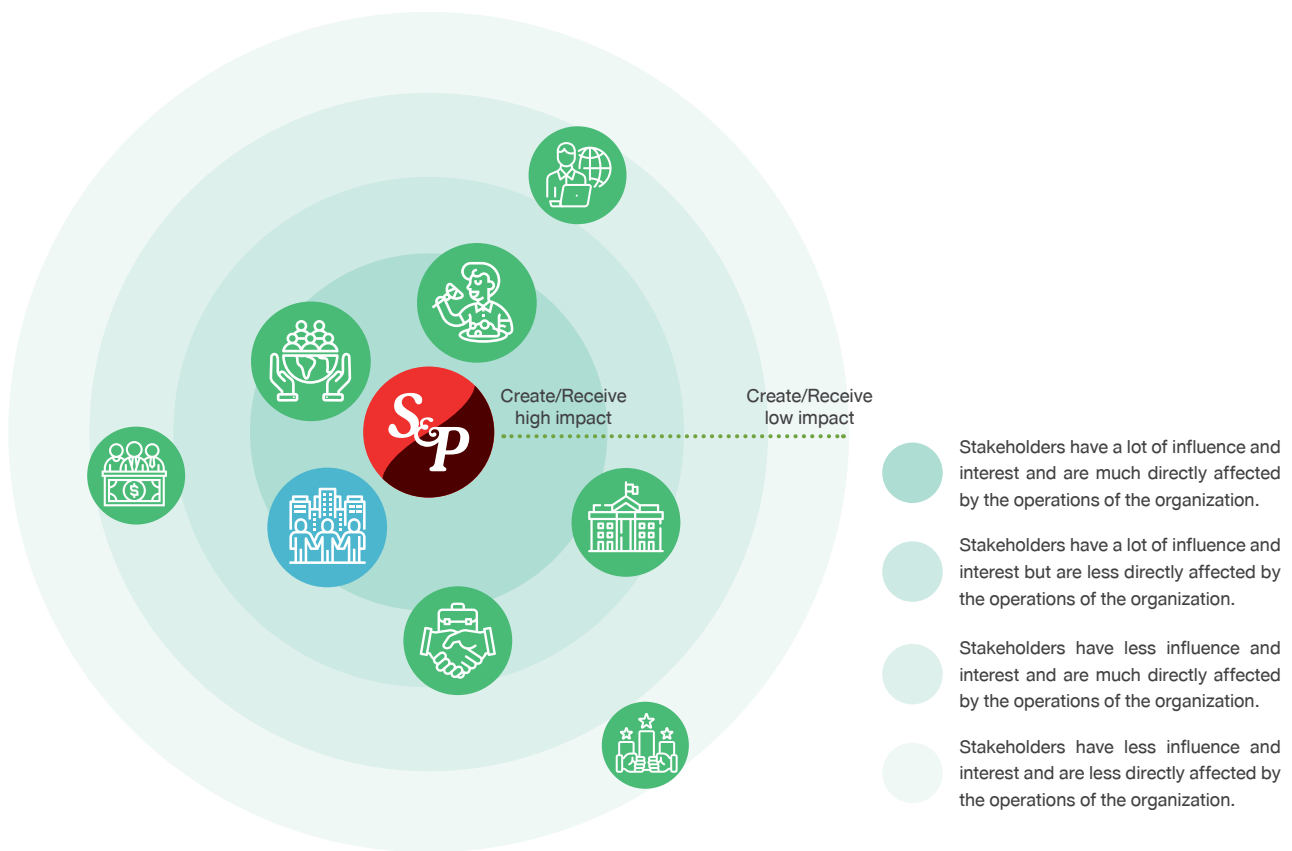 S&P
Create/Receive
high impact
Create/Receive
low impact
$
Stakeholders have a lot of influence and
interest and are much directly affected
by the operations of the organization.
Stakeholders have a lot of influence and
interest but are less directly affected by
the operations of the organization.
Stakeholders have less influence and
interest and are much directly affected
by the operations of the organization.
Stakeholders have less influence and
interest and are less directly affected by
the operations of the organization.